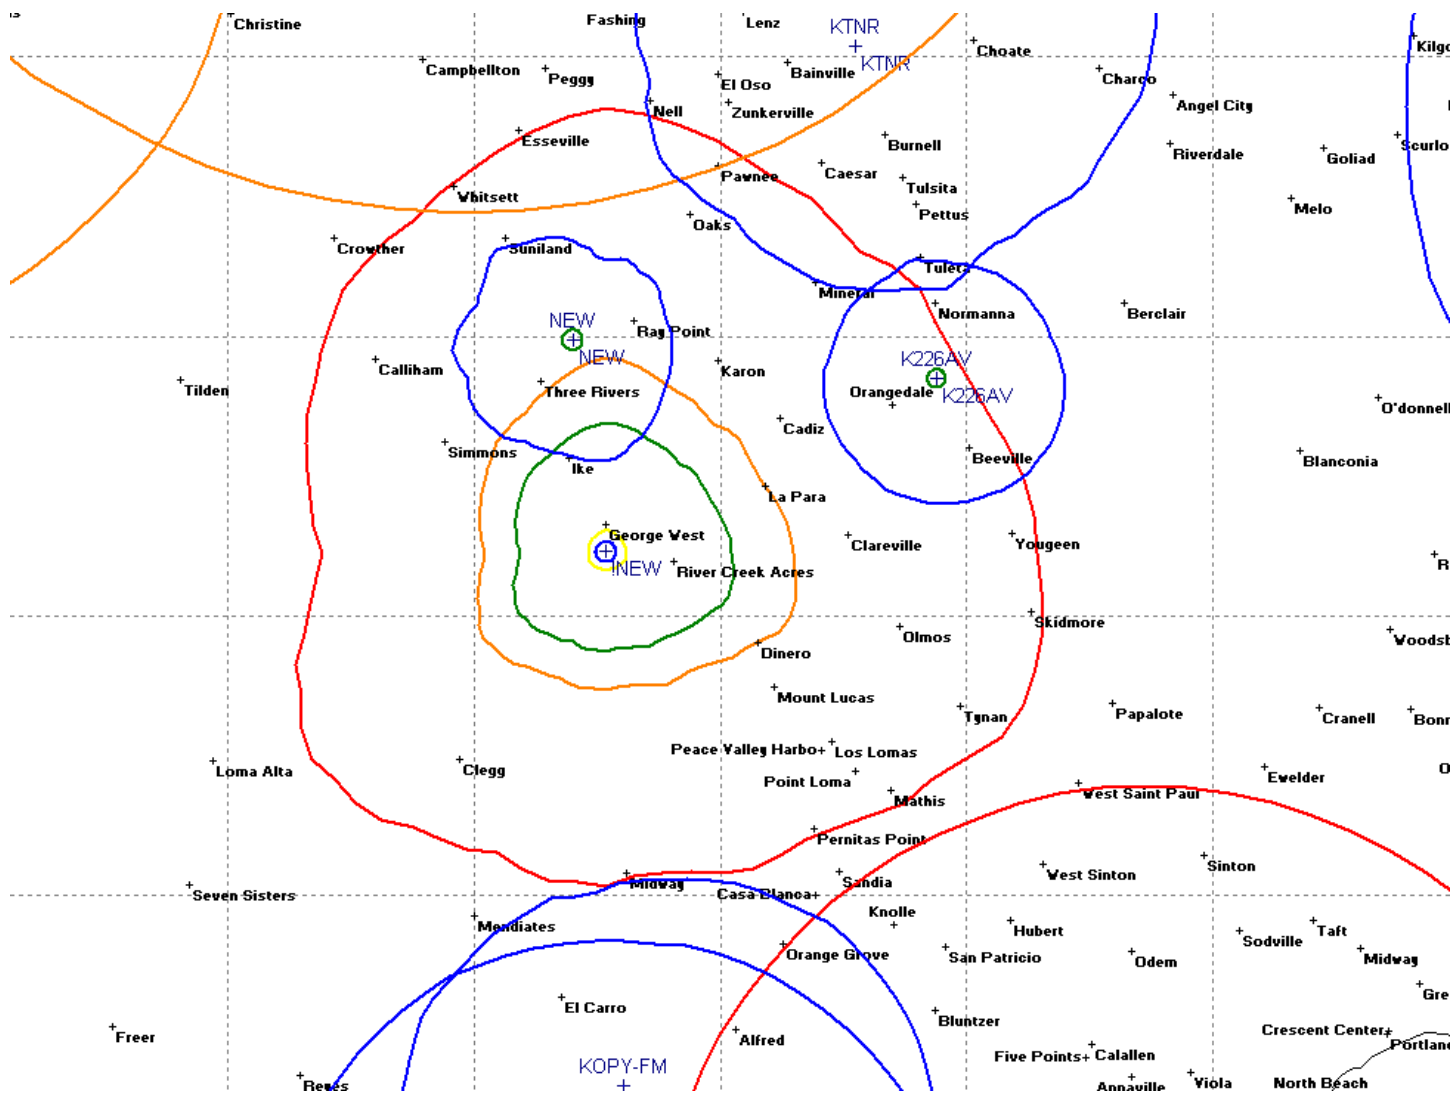 Christine
Fashing
Lenz
KTNR
Choate
Kilgo
Campbellton
Peggy
Bainville
KTNR
Charco
El Oso
Nell
Zunkerville
Angel City
Esseville
Burnell
Riverdale
Goliad
Scurlo
Pawnee
Caesar
Tulsita
Whitsett
Pettus
Melo
Oaks
Crowther
Suniland
Tuleta
Mineral
Normanna
Berclair
NEW
Ray Point
NEW
K226AV
Calliham
Karon
Tilden
Three Rivers
Orangedale
K226AV
O'donnell
Cadiz
Simmons
Ike
Beeville
Blanconia
La Para
George West
Clareville
Yougeen
!NEW
River Creek Acres
R
Skidmore
Olmos
Woodsb
Dinero
Mount Lucas
Tynan
Papalote
Cranell
Bonn
Peace Valley Harbo
Los Lomas
Loma Alta
Clegg
Point Loma
Ewelder
O
Mathis
West Saint Paul
Pernitas Point
Sinton
Seven Sisters
Midway
Casa Blanca
Sandia
West Sinton
Knolle
Mendiates
Hubert
Sodville
Taft
Orange Grove
San Patricio
Odem
Midway
Gre
El Carro
Bluntzer
Freer
Alfred
Crescent Center
Portland
Five Points
Calallen
KOPY-FM
Reyes
Annaville
Viola
North Beach